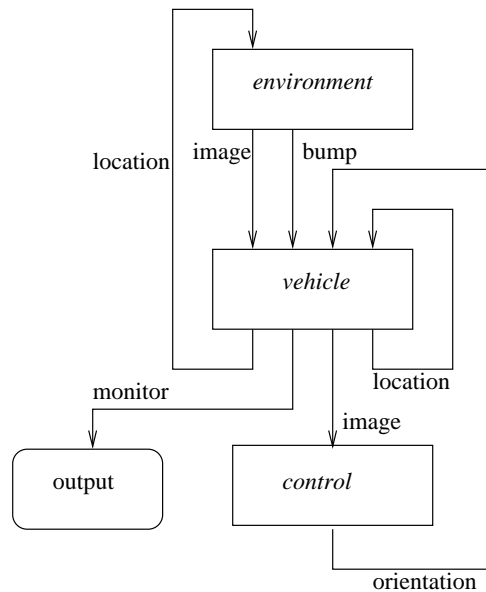 environment
image
bump
location
vehicle
location
monitor
image
output
control
orientation